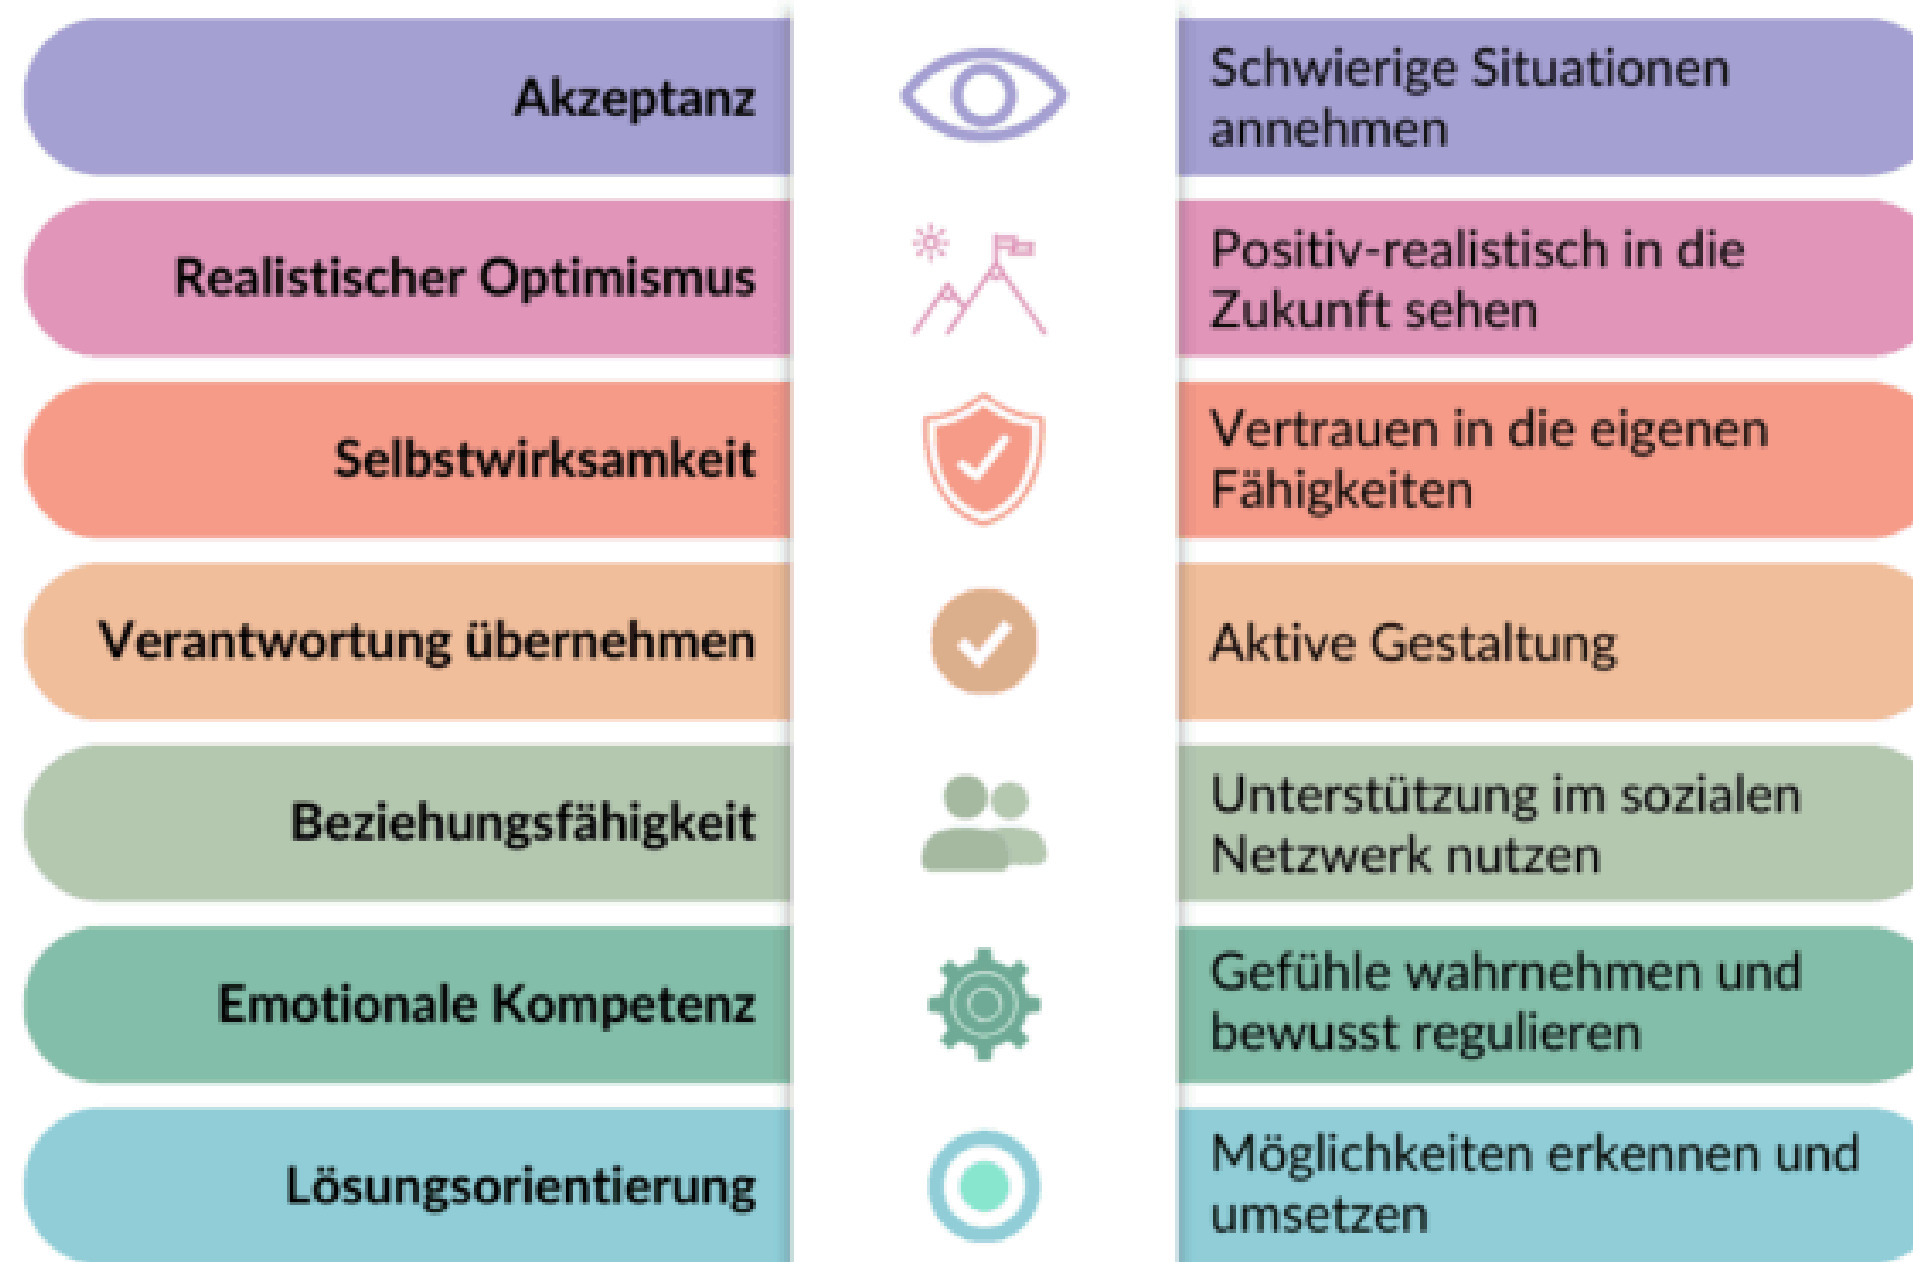 Akzeptanz
Schwierige Situationen
annehmen
Realistischer Optimismus
Positiv-realistisch in die
Zukunft sehen
Selbstwirksamkeit
Vertrauen in die eigenen
Fähigkeiten
Verantwortung übernehmen
Aktive Gestaltung
Beziehungsfähigkeit
Unterstützung im sozialen
Netzwerk nutzen
Emotionale Kompetenz
Gefühle wahrnehmen und
bewusst regulieren
Lösungsorientierung
Möglichkeiten erkennen und
umsetzen